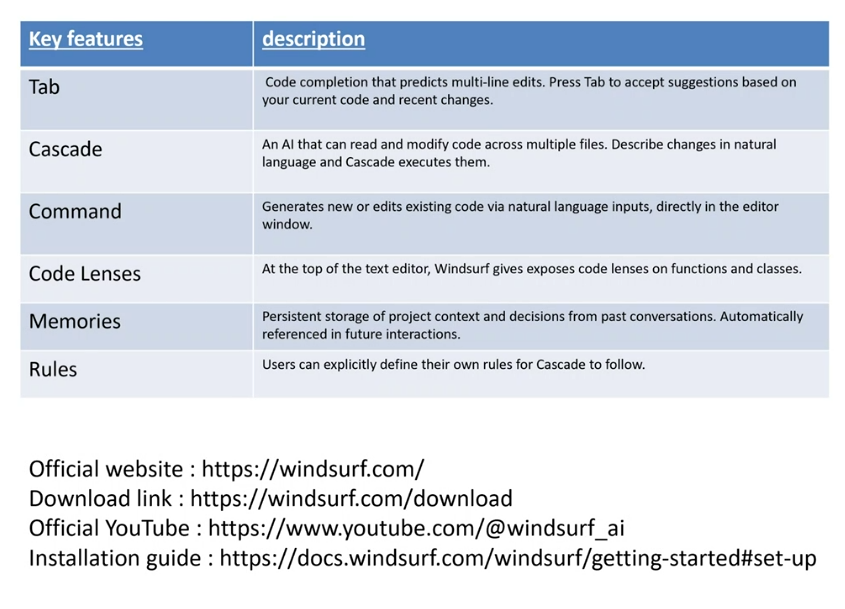 Key features
description
Tab
Code completion that predicts multi-line edits. Press Tab to accept suggestions based on
your current code and recent changes.
Cascade
An AI that can read and modify code across multiple files. Describe changes in natural
language and Cascade executes them.
Command
Generates new or edits existing code via natural language inputs, directly in the editor
window.
Code Lenses
At the top of the text editor, Windsurf gives exposes code lenses on functions and classes.
Memories
Persistent storage of project context and decisions from past conversations. Automatically
referenced in future interactions.
Rules
Users can explicitly define their own rules for Cascade to follow.
Official website : https://windsurf.com/
Download link : https://windsurf.com/download
Official YouTube : https://www.youtube.com/@windsurf_ai
Installation guide : https://docs.windsurf.com/windsurf/getting-started#set-up